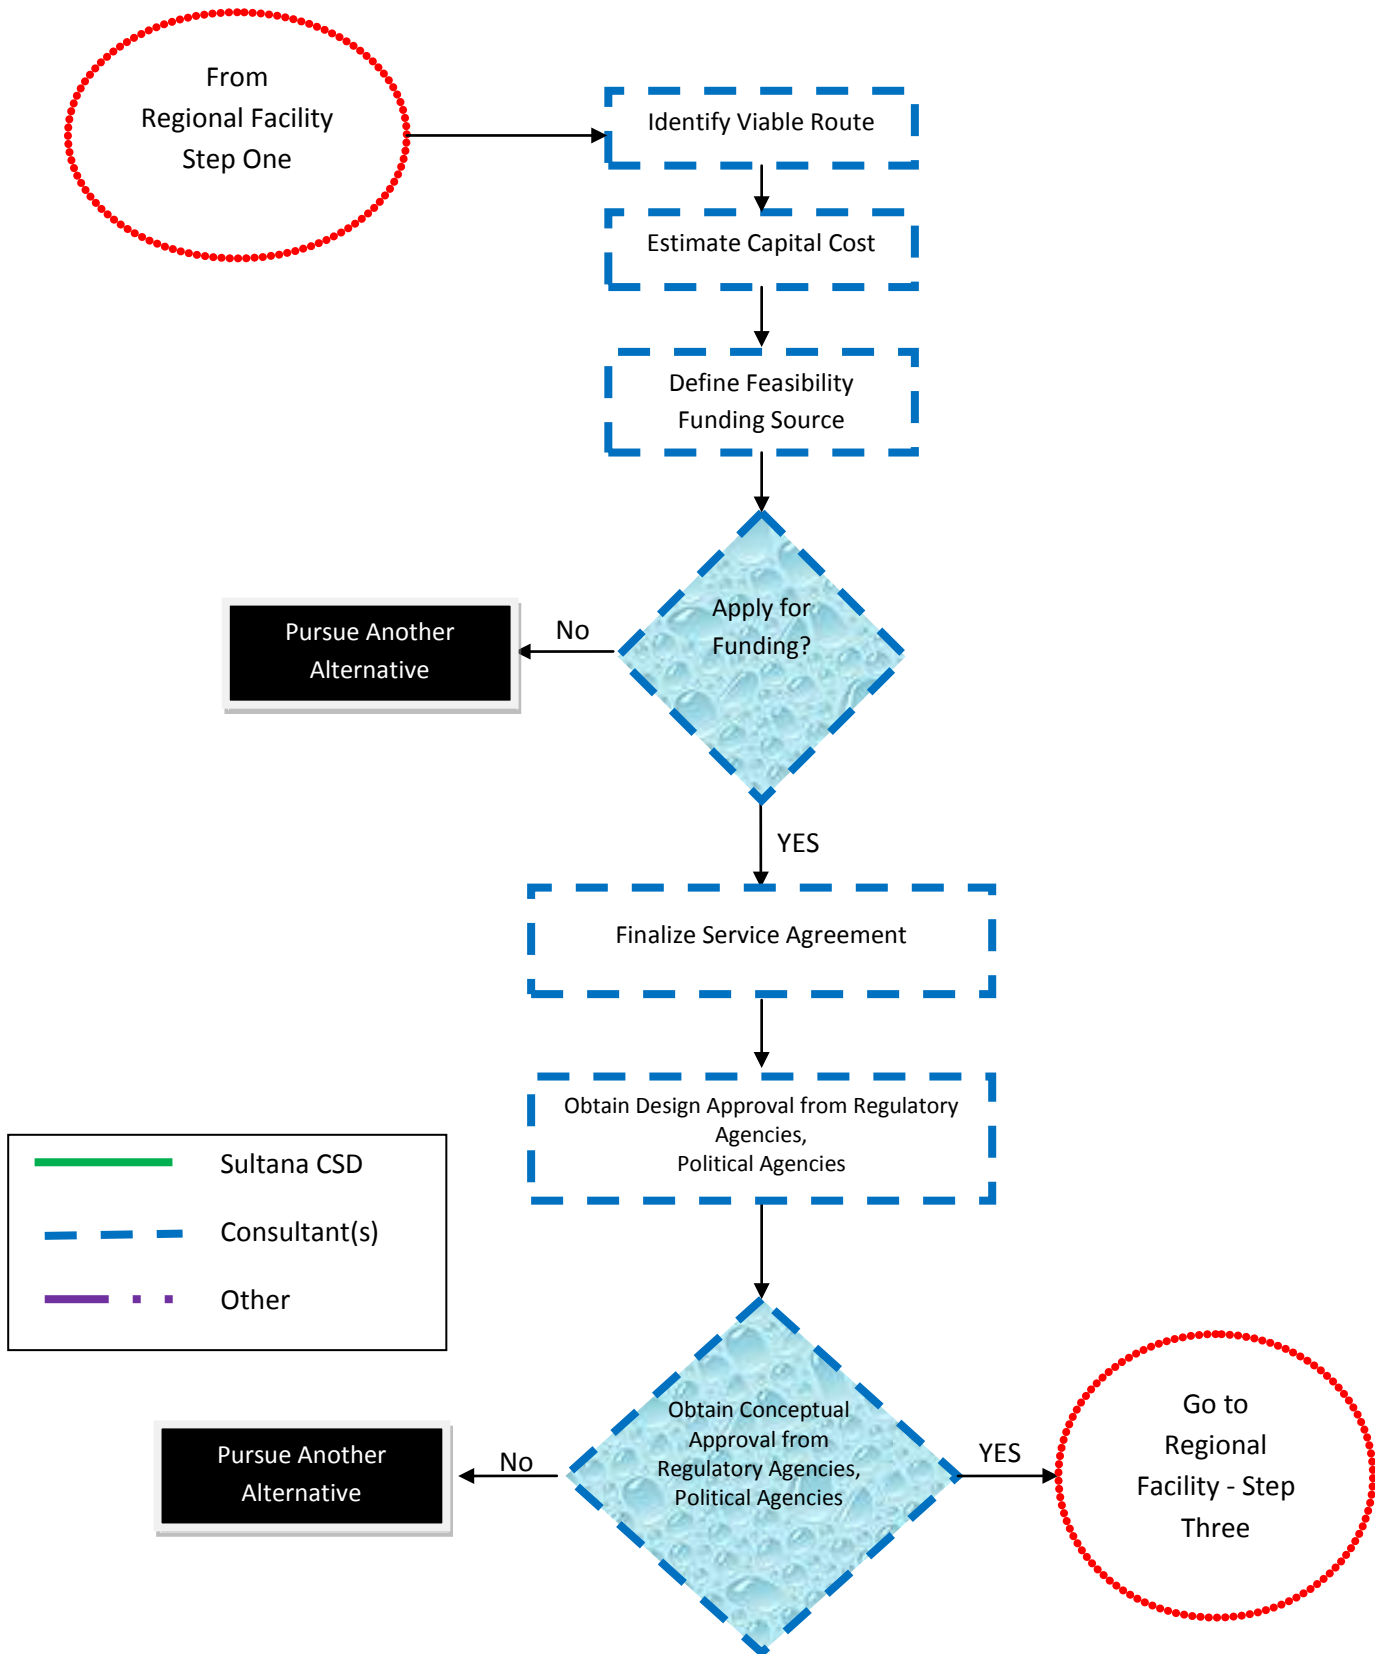 From
Regional Facility
Step One
Identify Viable Route
Estimate Capital Cost
Define Feasibility
Funding Source
Apply for
Funding?
No
Pursue Another
Alternative
YES
Finalize Service Agreement
Obtain Design Approval from Regulatory
Agencies,
Political Agencies
Sultana CSD
Consultant(s)
Other
Obtain Conceptual
Approval from
Regulatory Agencies,
Political Agencies
No
Pursue Another
Alternative
YES
Go to
Regional
Facility - Step
Three